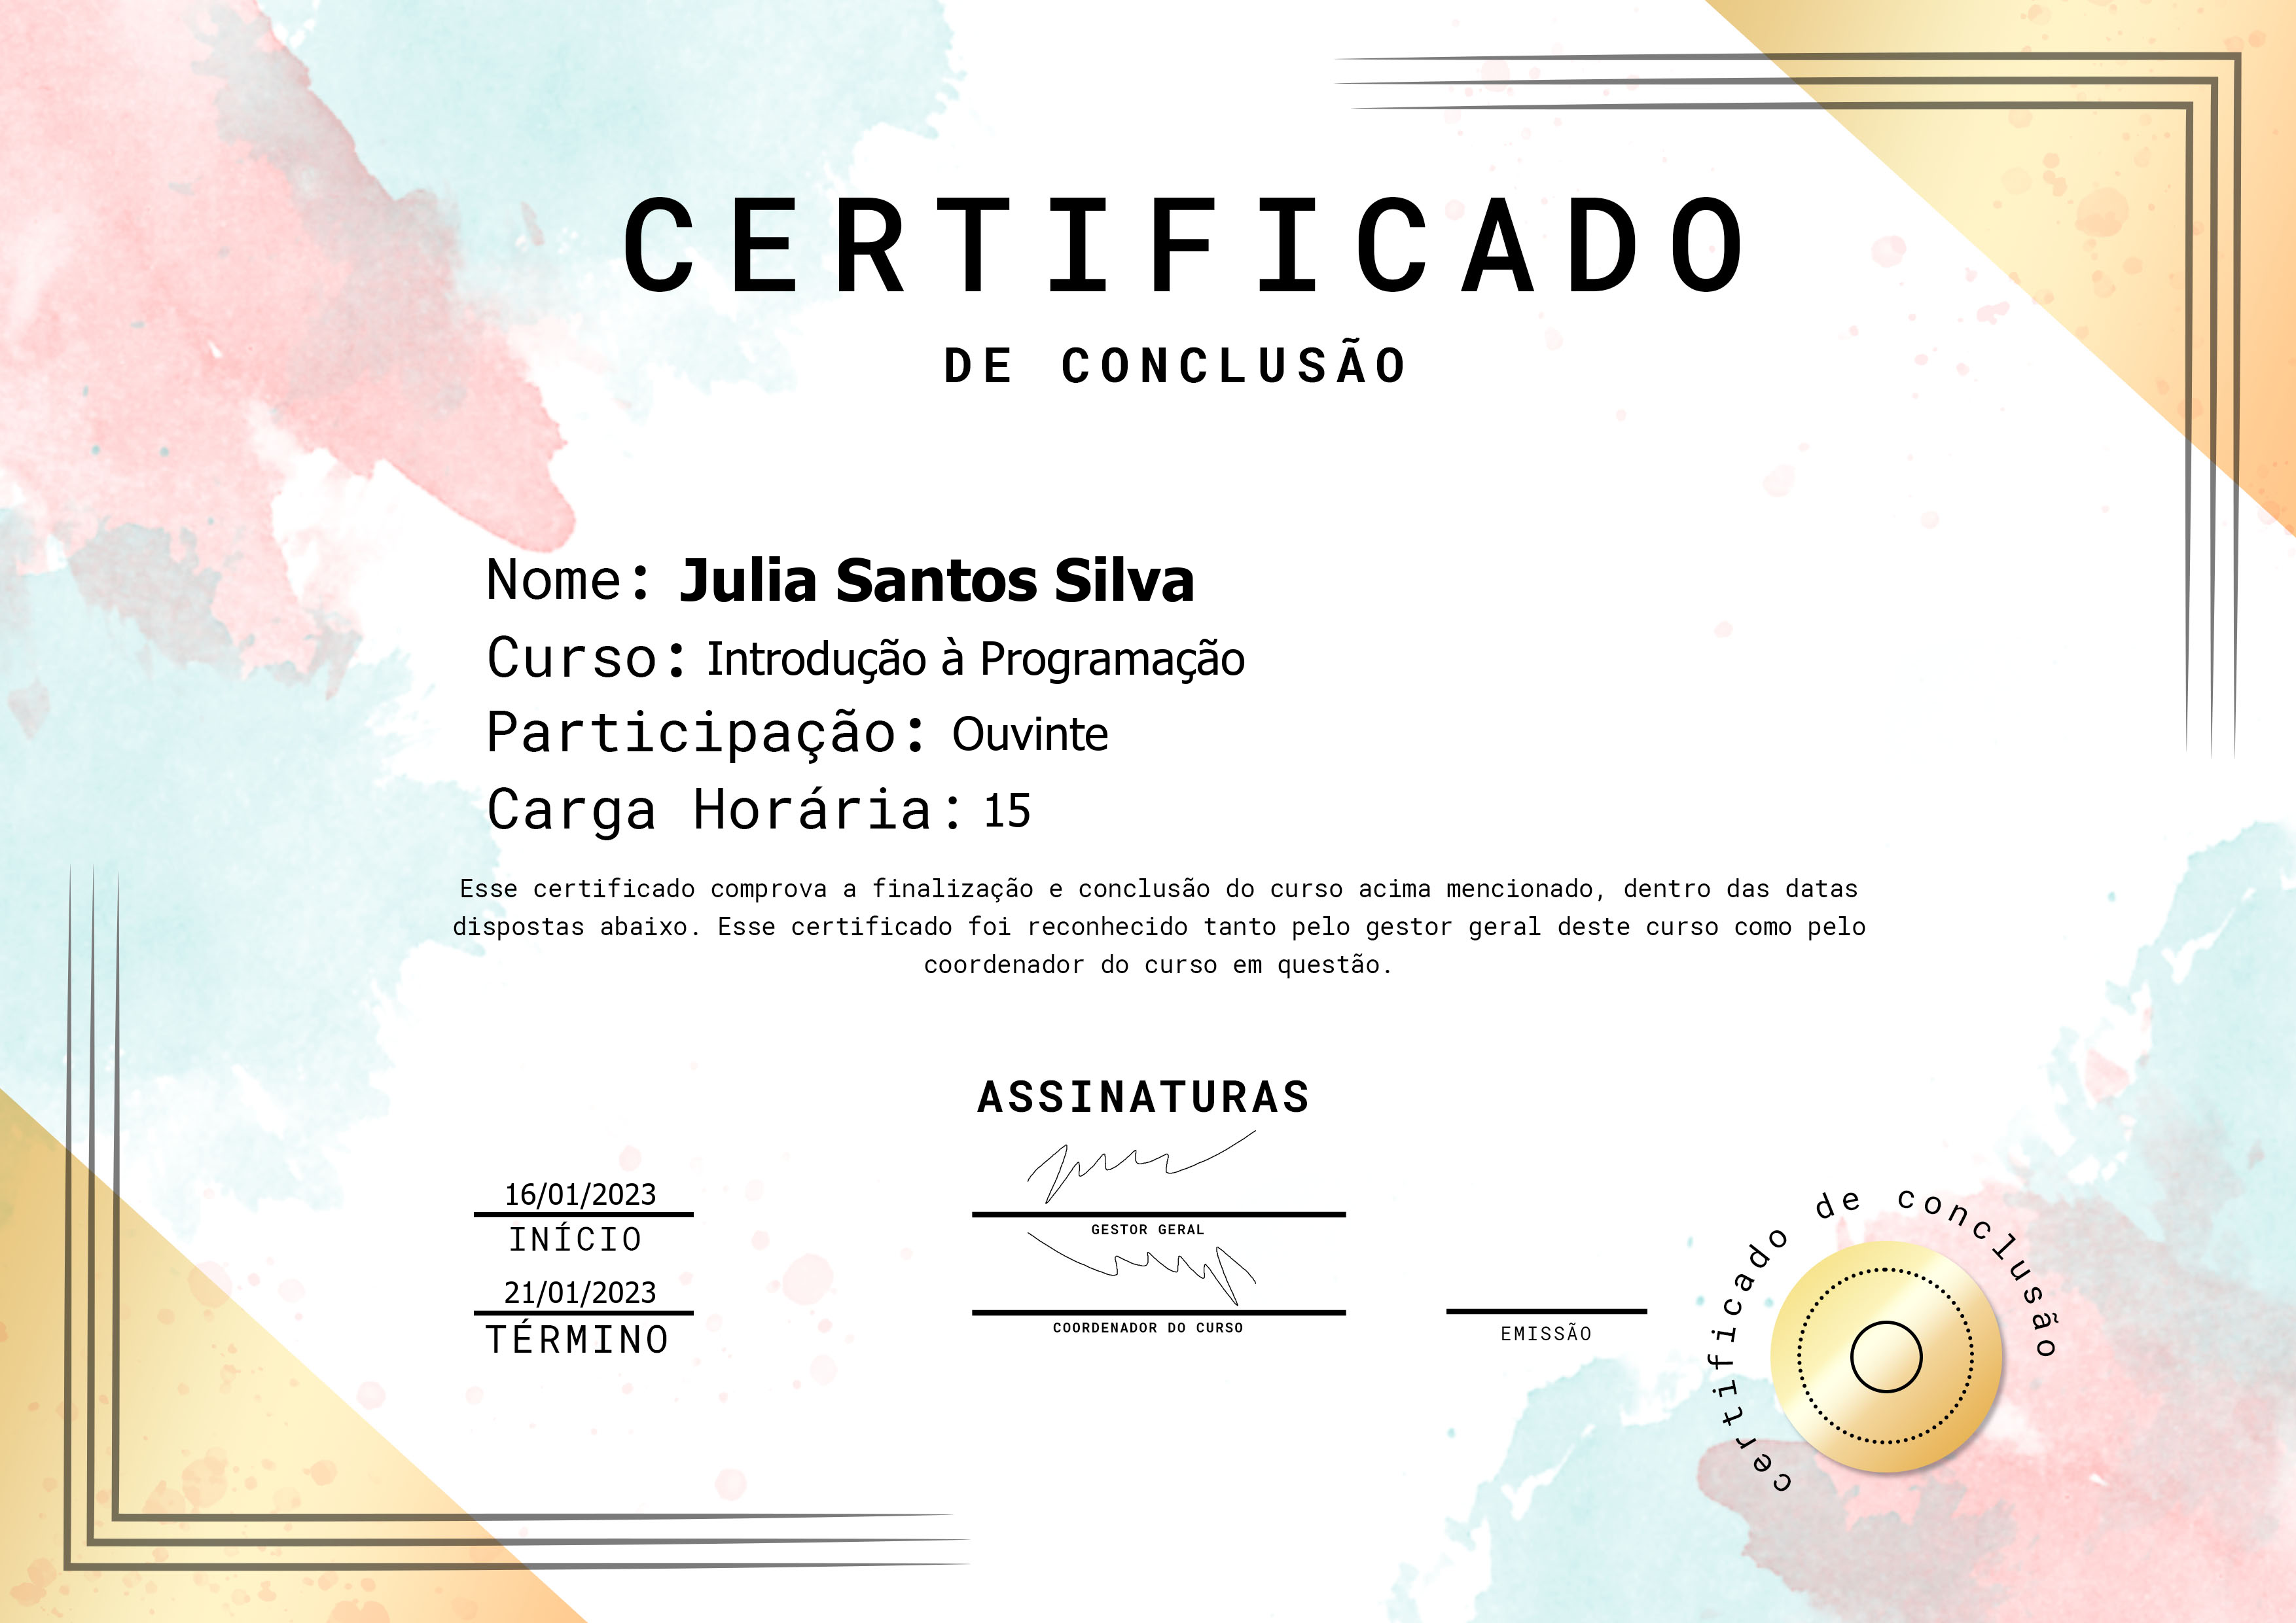 CERTIFICADO
DE CONCLUSÃO
Nome: Julia Santos Silva
Curso: Introdução à Programação
Participação: Ouvinte
Carga Horária: 15
Esse certificado comprova a finalização e conclusão do curso acima mencionado, dentro das datas
dispostas abaixo. Esse certificado foi reconhecido tanto pelo gestor geral deste curso como pelo
coordenador do curso em questão.
ASSINATURAS
16/01/2023
INÍCIO
GESTOR GERAL
21/01/2023
TÉRMINO
COORDENADOR DO CURSO
EMISSÃO
certificado de conclusão